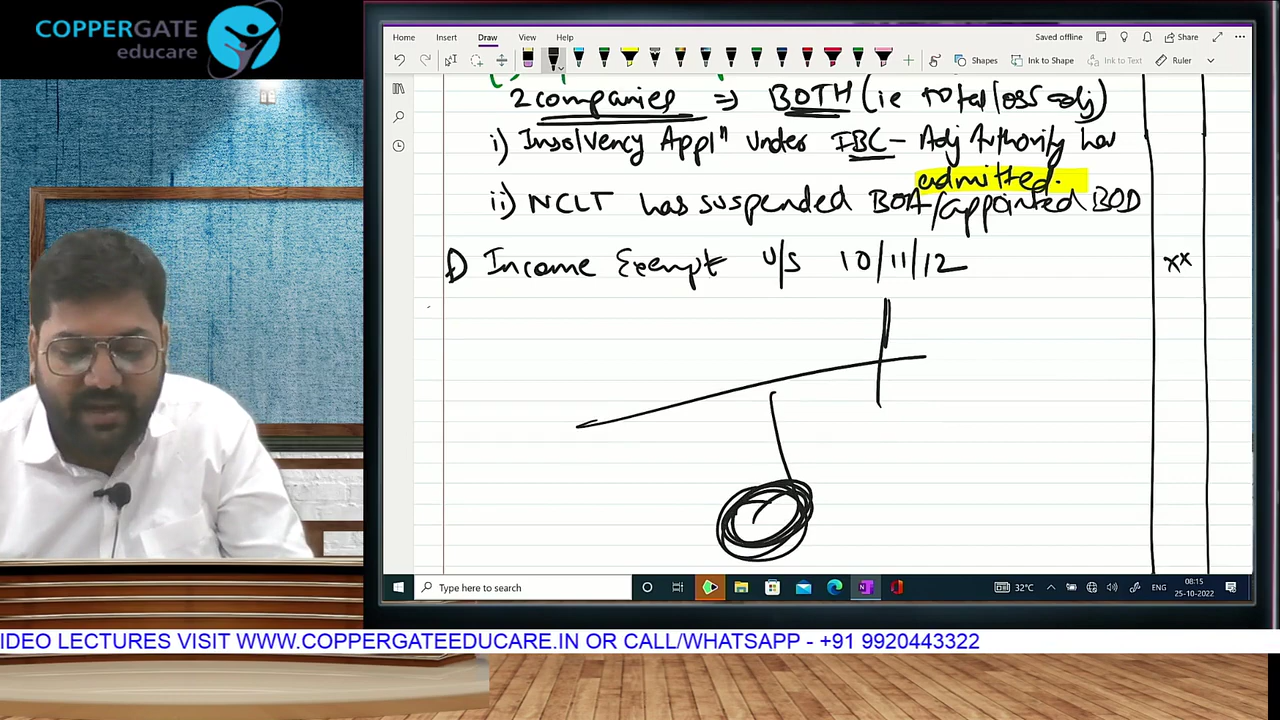 COPPERGATE
educare
Home Insert Draw View Help
Saved offline
Share
Shapes
Ink to Shape
Ink to Text
Ruler
2 companies ⇒ BOTH (ie total loss adj)
i) Insolvency Appln under IBC - Adj Authority has
admitted.
ii) NCLT has suspended BOA/appointed BOD
D Income Exempt U/S 10/11/12
xx
Type here to search
32°C
ENG
08:15
25-10-2022
IDEO LECTURES VISIT WWW.COPPERGATEEDUCARE.IN OR CALL/WHATSAPP - +91 9920443322